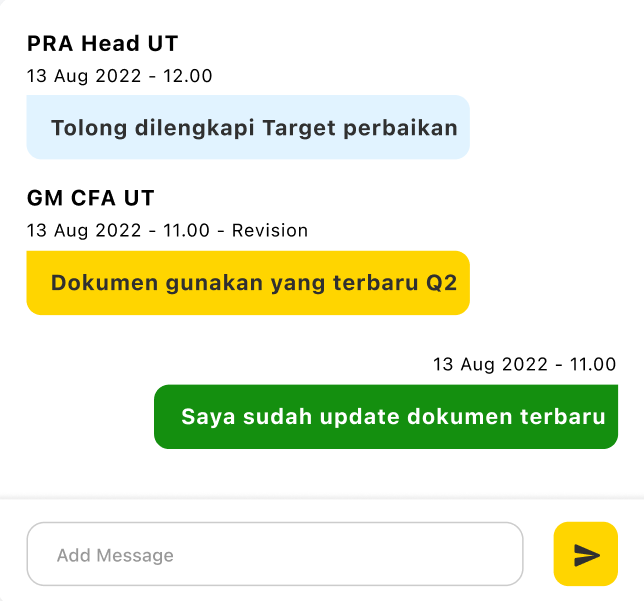 PRA Head UT
13 Aug 2022 - 12.00
Tolong dilengkapi Target perbaikan
GM CFA UT
13 Aug 2022 - 11.00 - Revision
Dokumen gunakan yang terbaru Q2
13 Aug 2022 - 11.00
Saya sudah update dokumen terbaru
Add Message